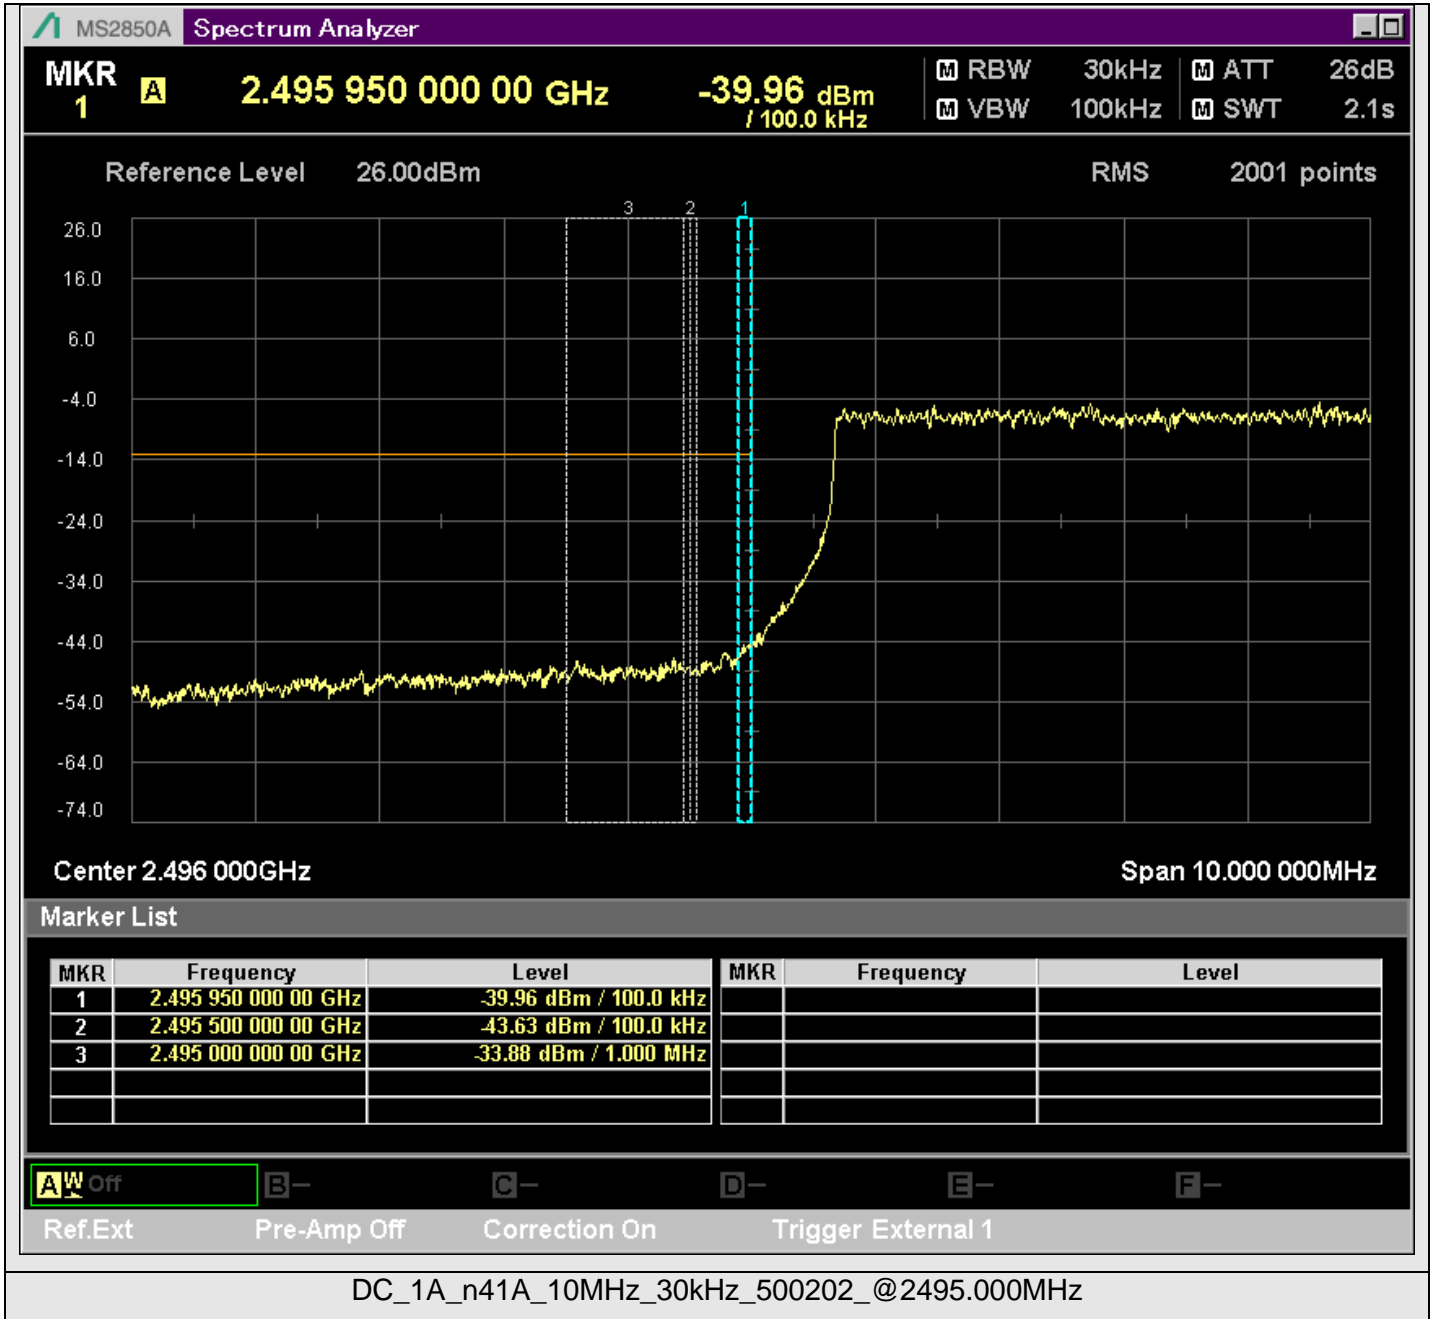 MS2850A Spectrum Analyzer
MKR 1 A 2.495 950 000 00 GHz -39.96 dBm / 100.0 kHz
M RBW 30kHz M ATT 26dB
M VBW 100kHz M SWT 2.1s
Reference Level 26.00dBm RMS 2001 points
3 2 1
26.0
16.0
6.0
-4.0
-14.0
-24.0
-34.0
-44.0
-54.0
-64.0
-74.0
Center 2.496 000GHz Span 10.000 000MHz
Marker List
MKR Frequency Level MKR Frequency Level
1 2.495 950 000 00 GHz -39.96 dBm / 100.0 kHz
2 2.495 500 000 00 GHz -43.63 dBm / 100.0 kHz
3 2.495 000 000 00 GHz -33.88 dBm / 1.000 MHz
A W Off B- C- D- E- F-
Ref.Ext Pre-Amp Off Correction On Trigger External 1
DC_1A_n41A_10MHz_30kHz_500202_@2495.000MHz